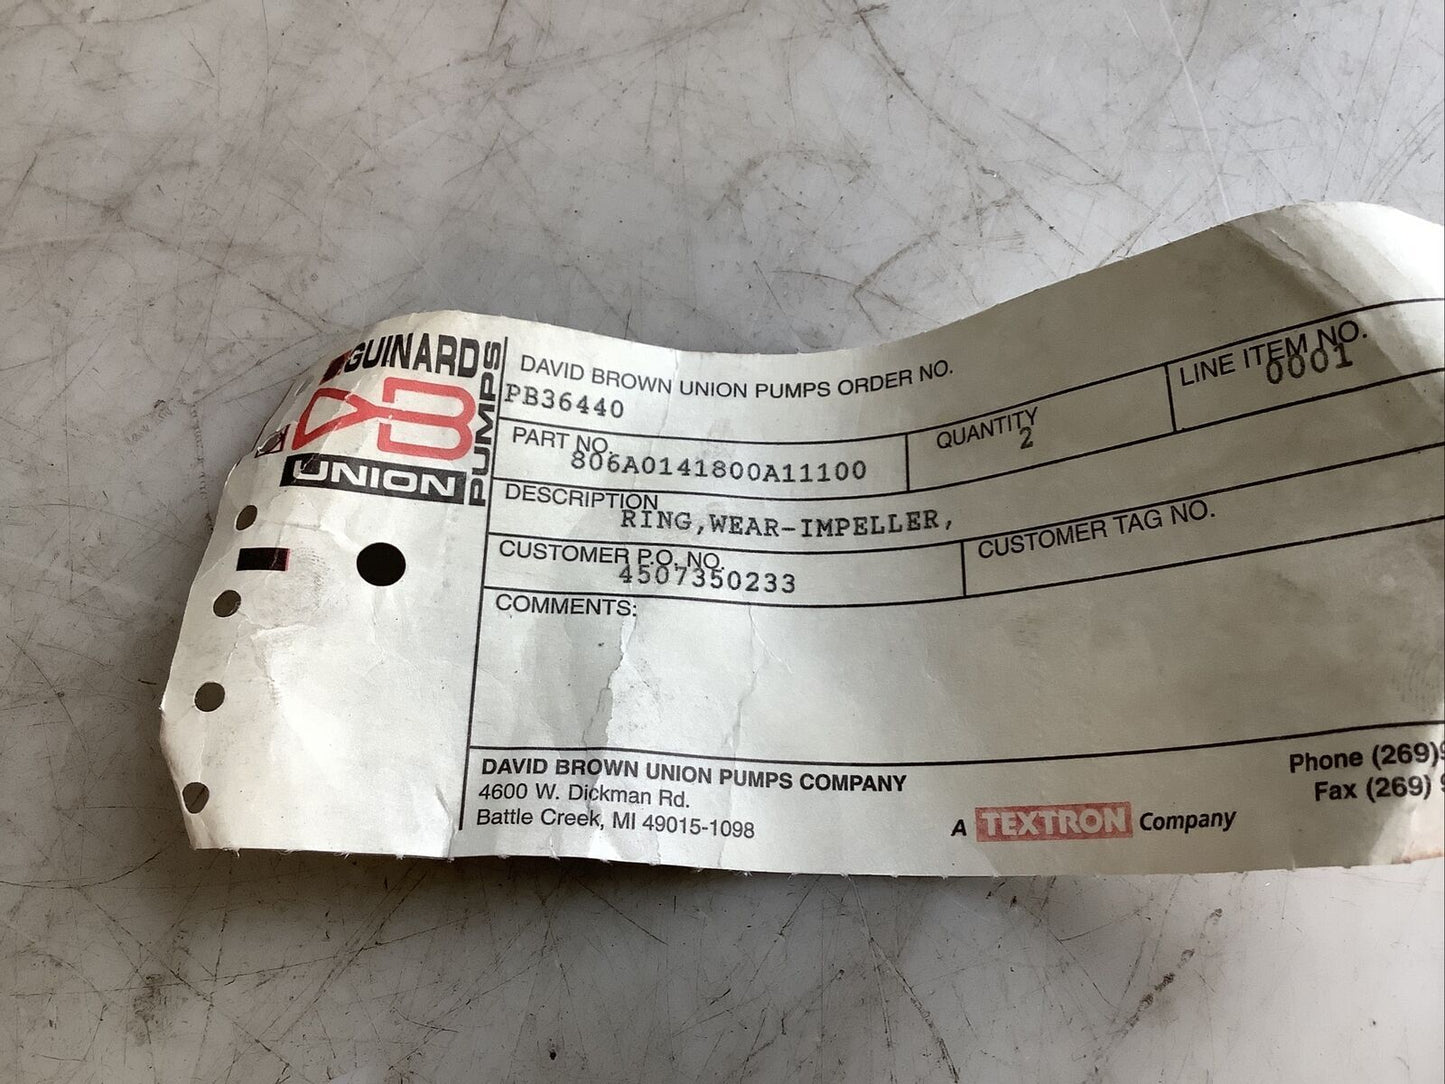 GUINARD
DB
UNION
PUMPS
DAVID BROWN UNION PUMPS ORDER NO.
PB36440
LINE ITEM NO.
0001
PART NO.
806A0141800A11100
QUANTITY
2
DESCRIPTION
RING,WEAR-IMPELLER,
CUSTOMER P.O. NO.
4507350233
CUSTOMER TAG NO.
COMMENTS:
DAVID BROWN UNION PUMPS COMPANY
4600 W. Dickman Rd.
Battle Creek, MI 49015-1098
A TEXTRON Company
Phone (269)
Fax (269)